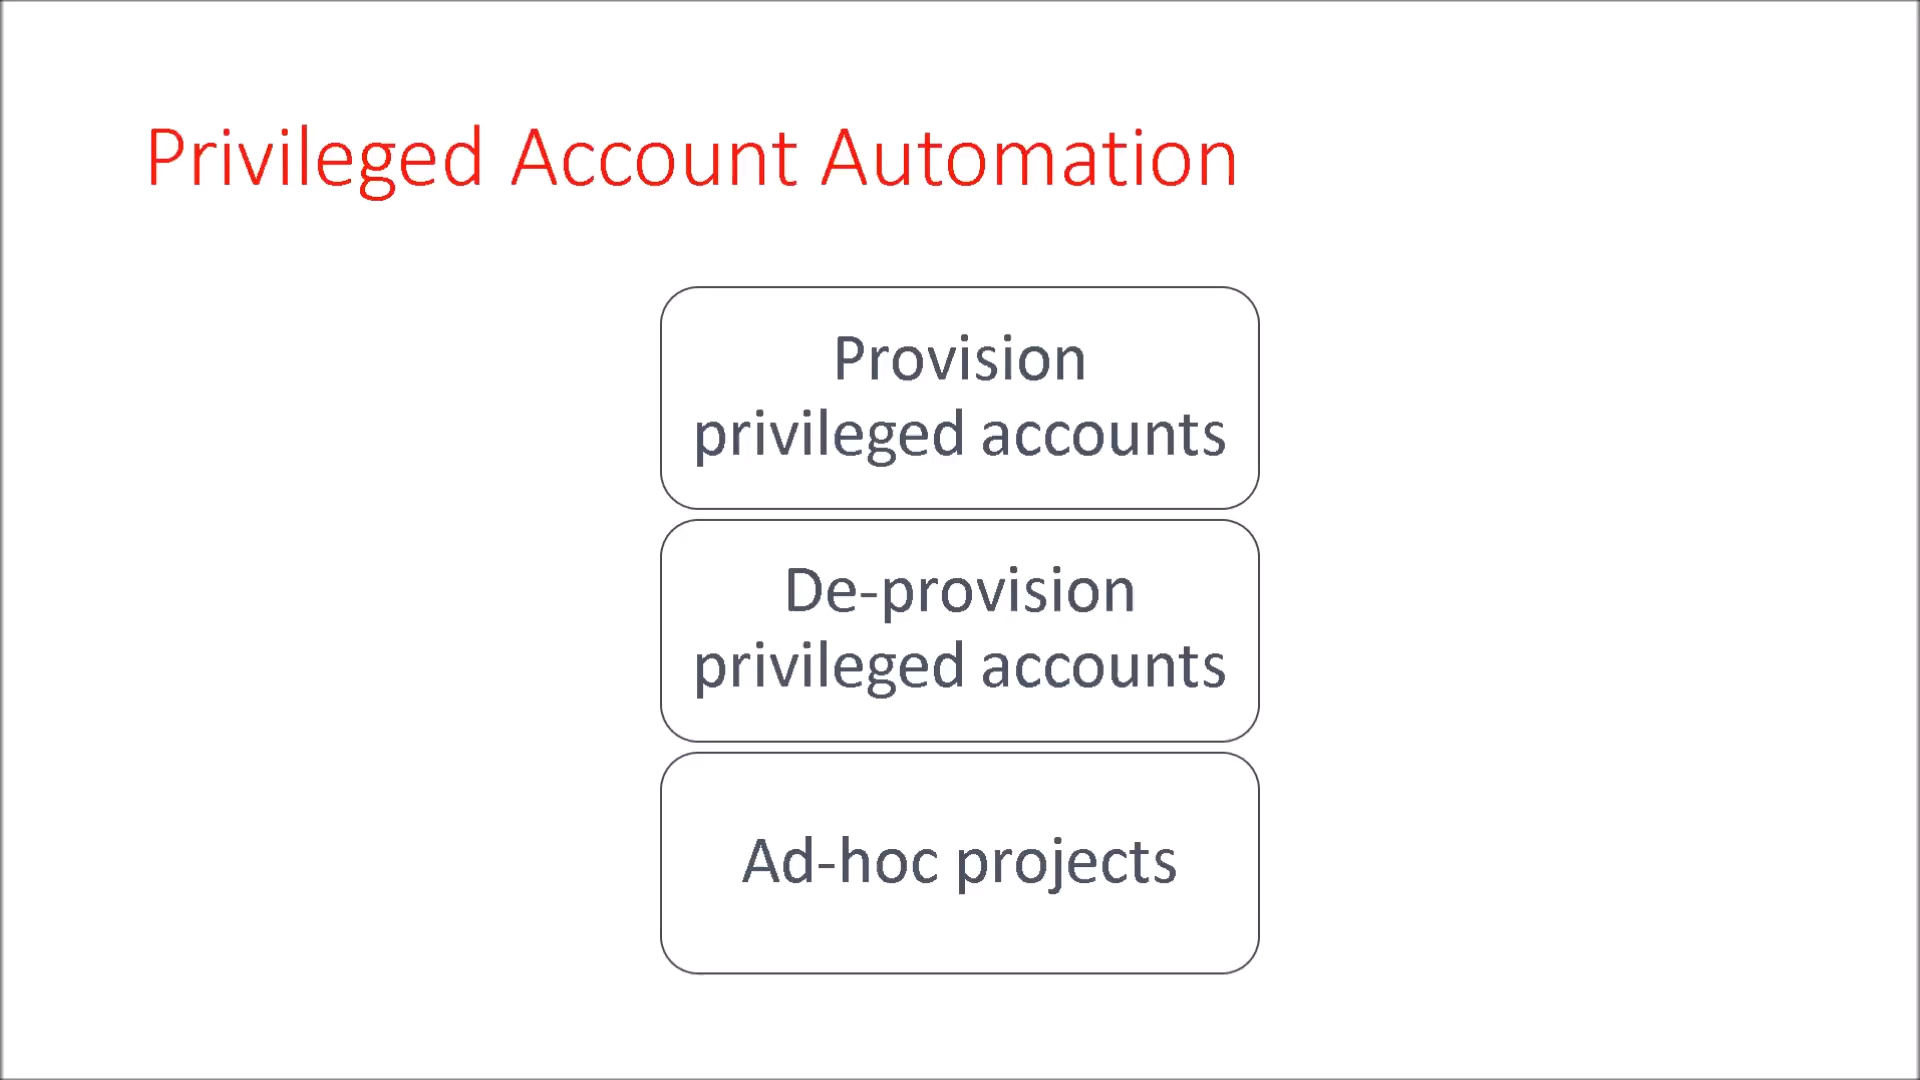 Privileged Account Automation
Provision
privileged accounts
De-provision
privileged accounts
Ad-hoc projects